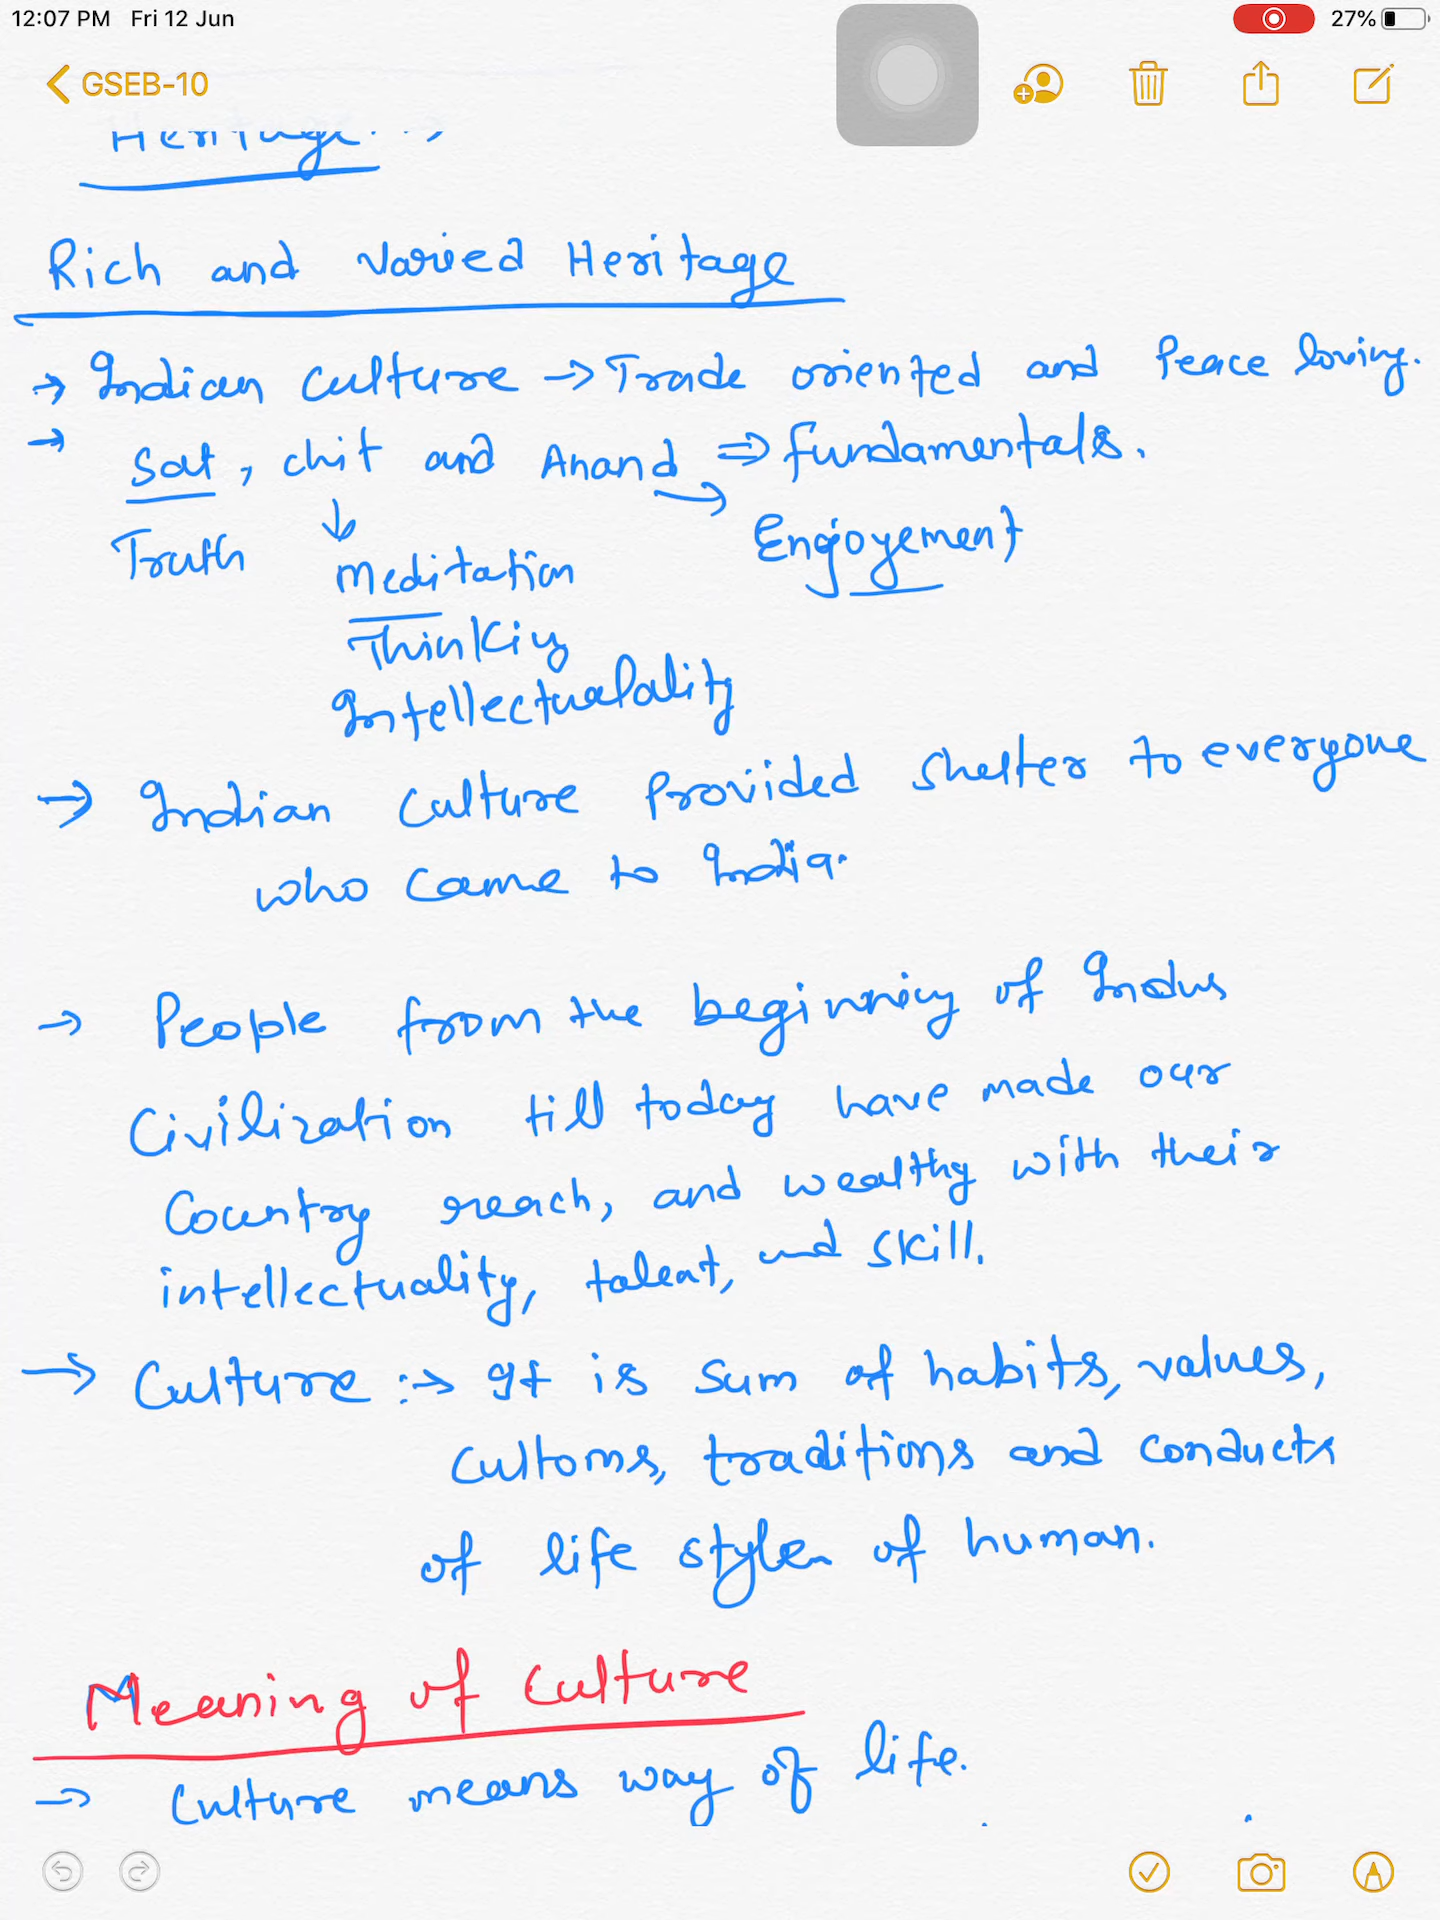 12:07 PM Fri 12 Jun
27%
GSEB-10
Heritage :->
Rich and varied Heritage
→ Indian Culture → Trade oriented and Peace loving.
→ Sat, chit and Anand ⇒ fundamentals.
Truth ↓ → Engjoyement
Meditation
Thinking
Intellectualality
→ Indian Culture Provided shelter to everyone
who came to India.
→ People from the beginning of Indus
Civilization till today have made our
Country reach, and wealthy with their
intellectuality, talent, and skill.
→ Culture :→ It is sum of habits, values,
Cultoms, traditions and conducts
of life style of human.
Meaning of Culture
→ Culture means way of life.